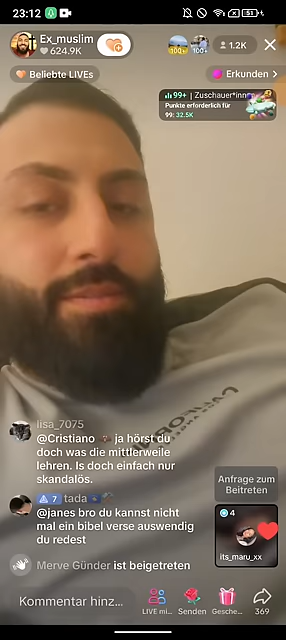 23:12
Ex_muslim
624.9K
100+
100+
1.2K
Beliebte LIVEs
Erkunden >
99+ | Zuschauer*innen
Punkte erforderlich für
99: 32.5K
CALIFOR
lisa_7075
@Cristiano ja hörst du
doch was die mittlerweile
lehren. Is doch einfach nur
skandalös.
7 tada
@janes bro du kannst nicht
mal ein bibel verse auswendig
du redest
Merve Günder ist beigetreten
Anfrage zum
Beitreten
4
its_maru_xx
Kommentar hinz...
LIVE mi...
Senden
Gesche...
369